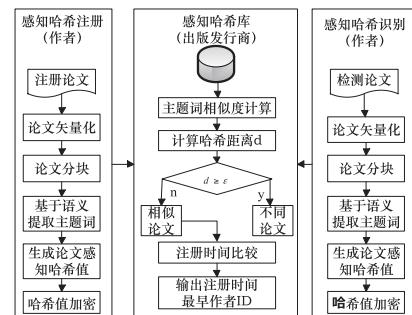 感知哈希注册
(作者)
注册论文
论文矢量化
论文分块
基于语义
提取主题词
生成论文感
知哈希值
哈希值加密
感知哈希库
(出版发行商)
主题词相似度计算
计算哈希距离d
d ≥ ε
n
y
相似
论文
不同
论文
注册时间比较
输出注册时间
最早作者ID
感知哈希识别
(作者)
检测论文
论文矢量化
论文分块
基于语义
提取主题词
生成论文感
知哈希值
哈希值加密